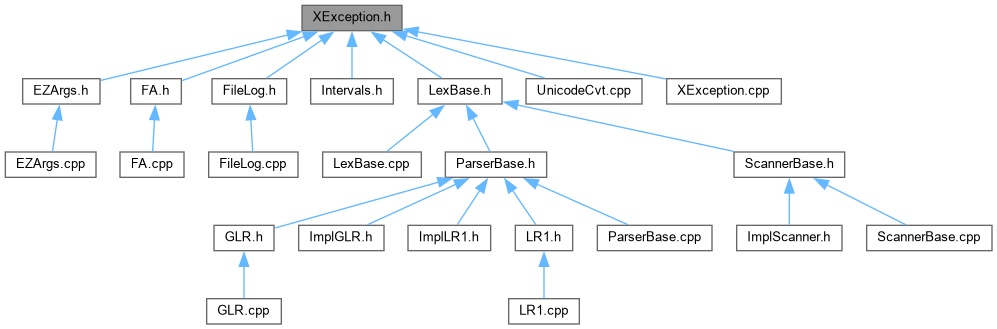 XException.h
EZArgs.h
FA.h
FileLog.h
Intervals.h
LexBase.h
UnicodeCvt.cpp
XException.cpp
EZArgs.cpp
FA.cpp
FileLog.cpp
LexBase.cpp
ParserBase.h
ScannerBase.h
GLR.h
ImplGLR.h
ImplLR1.h
LR1.h
ParserBase.cpp
ImplScanner.h
ScannerBase.cpp
GLR.cpp
LR1.cpp